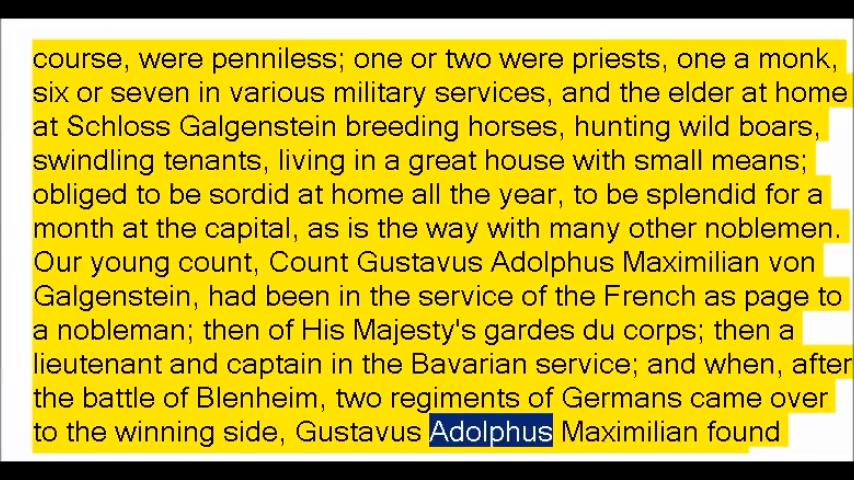 course, were penniless; one or two were priests, one a monk,
six or seven in various military services, and the elder at home
at Schloss Galgenstein breeding horses, hunting wild boars,
swindling tenants, living in a great house with small means;
obliged to be sordid at home all the year, to be splendid for a
month at the capital, as is the way with many other noblemen.
Our young count, Count Gustavus Adolphus Maximilian von
Galgenstein, had been in the service of the French as page to
a nobleman; then of His Majesty's gardes du corps; then a
lieutenant and captain in the Bavarian service; and when, after
the battle of Blenheim, two regiments of Germans came over
to the winning side, Gustavus Adolphus Maximilian found